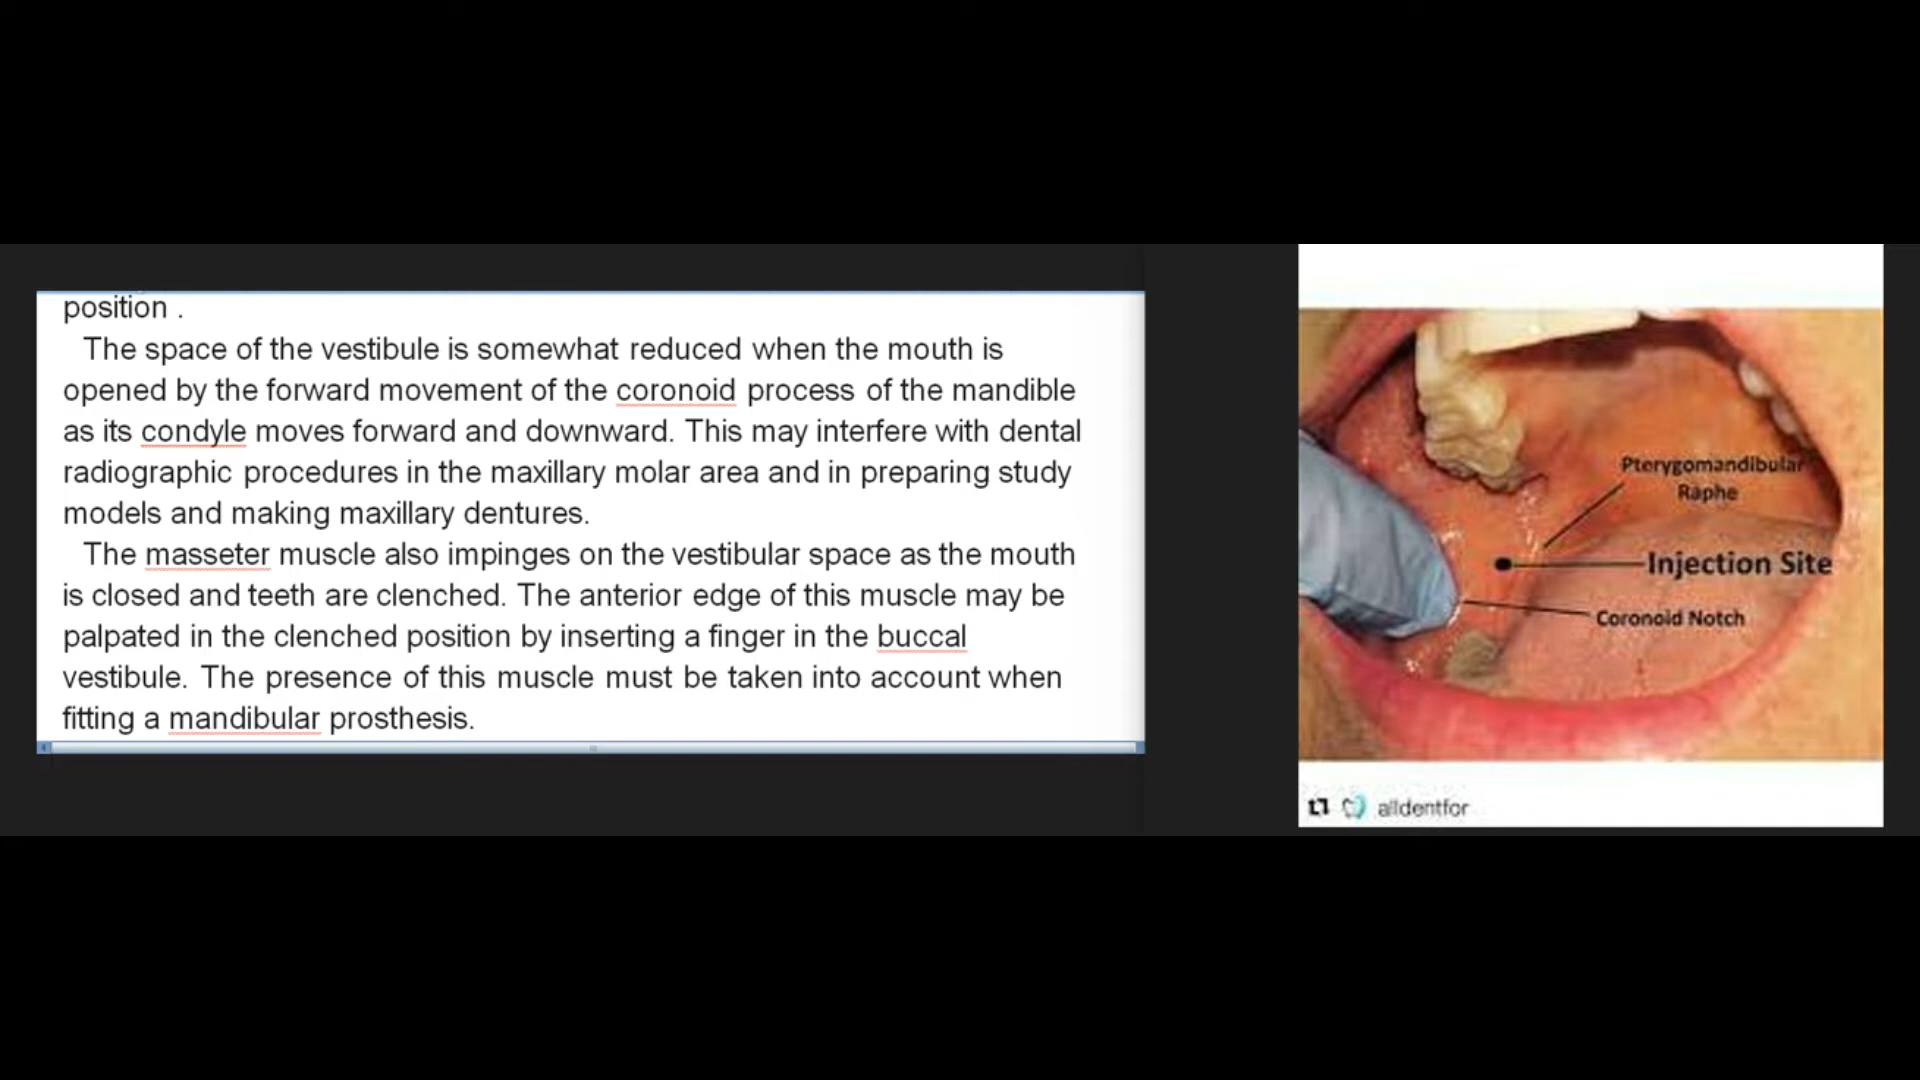 position .
The space of the vestibule is somewhat reduced when the mouth is
opened by the forward movement of the coronoid process of the mandible
as its condyle moves forward and downward. This may interfere with dental
radiographic procedures in the maxillary molar area and in preparing study
models and making maxillary dentures.
The masseter muscle also impinges on the vestibular space as the mouth
is closed and teeth are clenched. The anterior edge of this muscle may be
palpated in the clenched position by inserting a finger in the buccal
vestibule. The presence of this muscle must be taken into account when
fitting a mandibular prosthesis.
Pterygomandibular
Raphe
Injection Site
Coronoid Notch
alldentfor